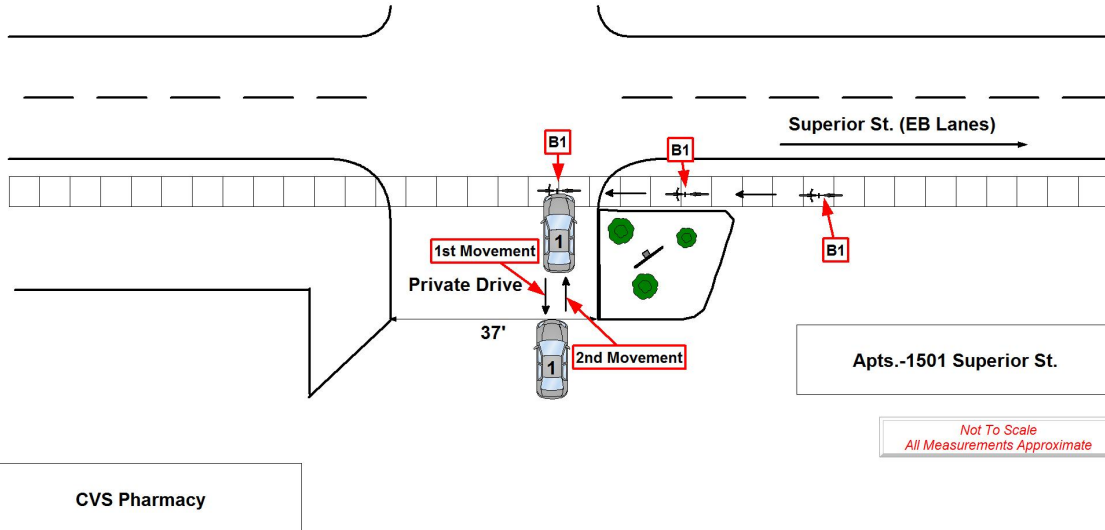 Superior St. (EB Lanes)
B1
B1
B1
1
1st Movement
Private Drive
37'
2nd Movement
1
Apts.-1501 Superior St.
Not To Scale
All Measurements Approximate
CVS Pharmacy